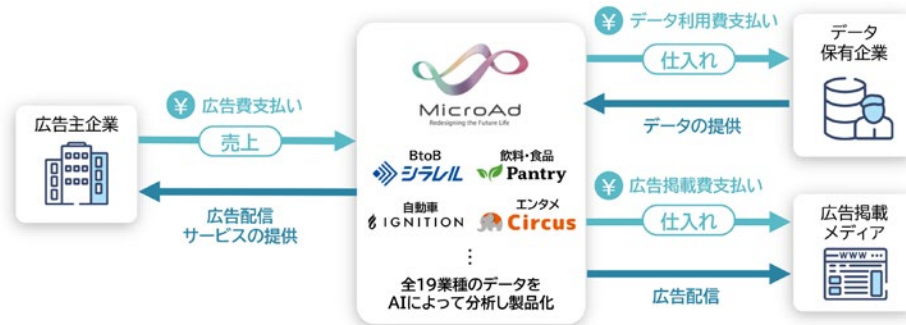 広告主企業
¥ 広告費支払い
売上
広告配信
サービスの提供
MicroAd
Redesigning the Future Life
BtoB
シラレル
飲料・食品
Pantry
自動車
IGNITION
エンタメ
Circus
⋮
全19業種のデータを
AIによって分析し製品化
¥ データ利用費支払い
仕入れ
データの提供
データ
保有企業
¥ 広告掲載費支払い
仕入れ
広告配信
広告掲載
メディア
WWW